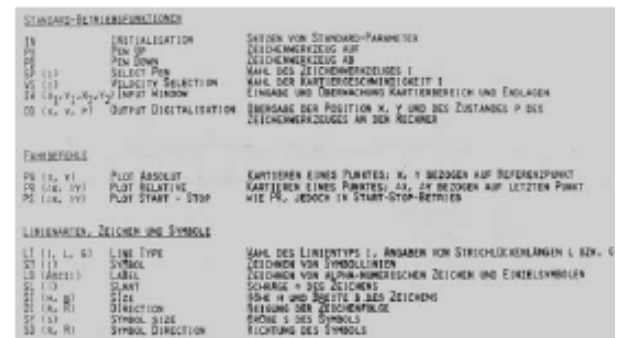 STANDARD-BETRIEBSFUNKTIONEN
IN INITIALISATION SETZEN VON STANDARD-PARAMETER
PU PEN UP ZEICHENWERKZEUG AUF
PD PEN DOWN ZEICHENWERKZEUG AB
SP (I) SELECT PEN WAHL DES ZEICHENWERKZEUGES I
VS (I) VELOCITY SELECTION WAHL DER KARTIERGESCHWINDIGKEIT I
IW (X1,Y1,X2,Y2) INPUT WINDOW EINGABE UND ÜBERWACHUNG KARTIERBEREICH UND ENDLAGEN
OD (X, Y, P) OUTPUT DIGITALISATION ÜBERGABE DER POSITION X, Y UND DES ZUSTANDES P DES
ZEICHENWERKZEUGES AN DEN RECHNER
FAHRBEFEHLE
PA (X, Y) PLOT ABSOLUT KARTIEREN EINES PUNKTES; X, Y BEZOGEN AUF REFERENZPUNKT
PR PLOT RELATIVE KARTIEREN EINES PUNKTES; AUF LETZTEN PUNKT
PS PLOT START - STOP WIE PR, JEDOCH IN START-STOP-BETRIEB
LINIENARTEN, ZEICHEN UND SYMBOLE
LT (I, L, G) LINE TYPE WAHL DES LINIENTYPS I, ANGABEN VON STRICHLÜCKENLÄNGEN L BZW. G
SYMBOL ZEICHNEN VON SYMBOLLINIEN
LB (ASCII) LABEL ZEICHNEN VON ALPHA-NUMERISCHEN ZEICHEN UND EINZELSYMBOLEN
SL SLANT SCHRÄGE DES ZEICHENS
SI SIZE HÖHE H UND BREITE B DES ZEICHENS
DIRECTION NEIGUNG DER ZEICHENFOLGE
SY (S) SYMBOL SIZE GRÖßE S DES SYMBOLS
SD SYMBOL DIRECTION RICHTUNG DES SYMBOLS